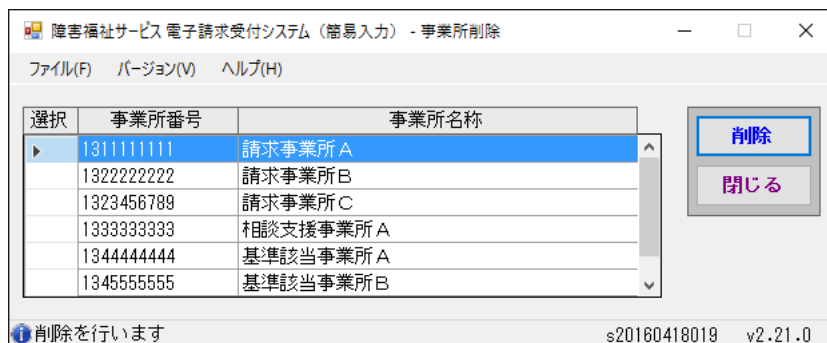 障害福祉サービス 電子請求受付システム（簡易入力） - 事業所削除
ファイル(F) バージョン(V) ヘルプ(H)
選択 事業所番号 事業所名称
1311111111 請求事業所Ａ
1322222222 請求事業所Ｂ
1323456789 請求事業所Ｃ
1333333333 相談支援事業所Ａ
1344444444 基準該当事業所Ａ
1345555555 基準該当事業所Ｂ
削除
閉じる
削除を行います s20160418019 v2.21.0